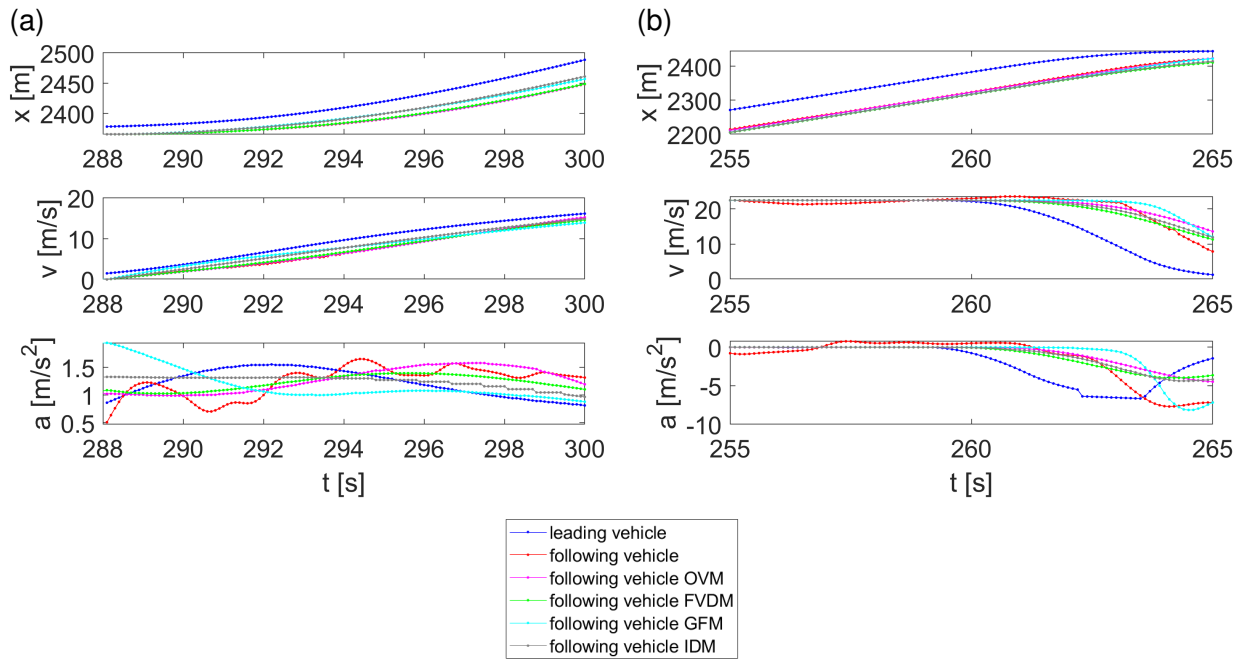 (a)
x [m]
2500
2450
2400
288 290 292 294 296 298 300
v [m/s]
20
10
0
288 290 292 294 296 298 300
a [m/s²]
1.5
1
0.5
288 290 292 294 296 298 300
t [s]
(b)
x [m]
2400
2300
2200
255 260 265
v [m/s]
20
10
0
255 260 265
a [m/s²]
0
-5
-10
255 260 265
t [s]
leading vehicle
following vehicle
following vehicle OVM
following vehicle FVDM
following vehicle GFM
following vehicle IDM